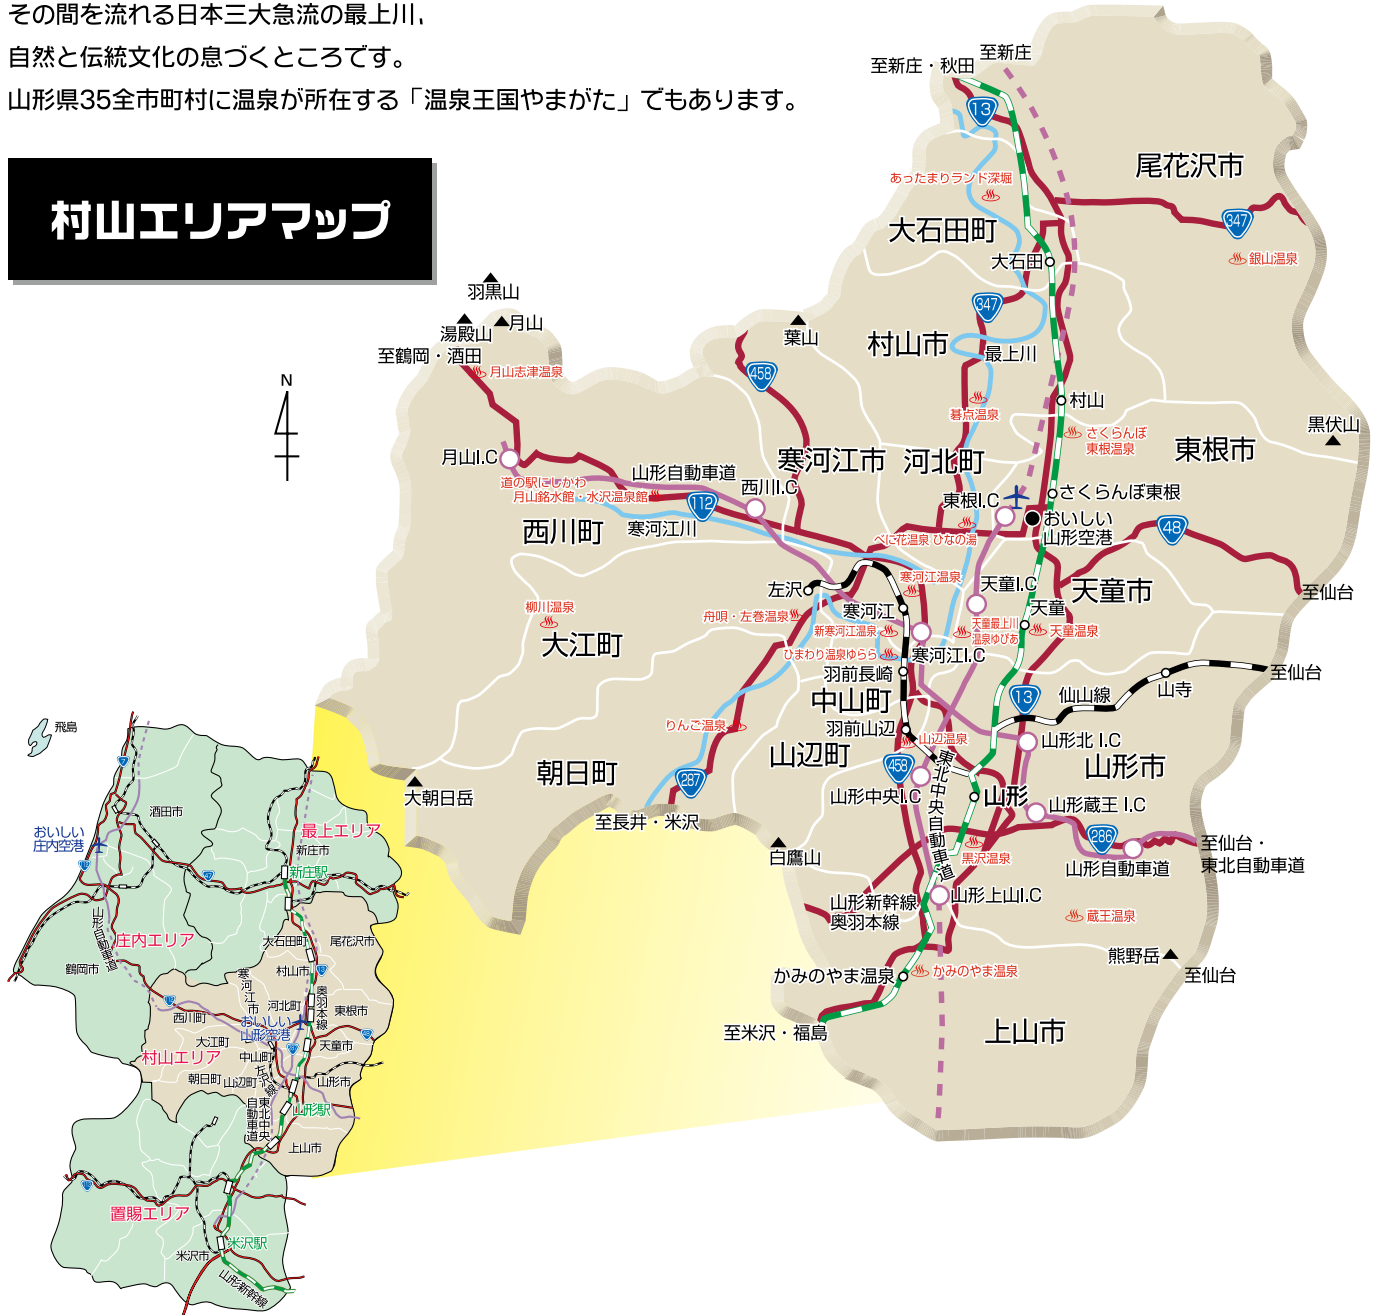 その間を流れる日本三大急流の最上川、
自然と伝統文化の息づくところです。
山形県35全市町村に温泉が所在する「温泉王国やまがた」でもあります。
村山エリアマップ
至新庄
至新庄・秋田
13
尾花沢市
あったまりランド深堀
大石田町
347
銀山温泉
大石田
羽黒山
湯殿山
月山
至鶴岡・酒田
月山志津温泉
347
葉山
村山市
最上川
458
N
碁点温泉
村山
さくらんぼ
東根温泉
黒伏山
東根市
月山I.C
山形自動車道
寒河江市
河北町
道の駅にしかわ
月山銘水館・水沢温泉館
西川I.C
東根I.C
さくらんぼ東根
112
西川町
寒河江川
おいしい
山形空港
べに花温泉 ひなの湯
48
寒河江温泉
天童I.C
天童市
左沢
至仙台
柳川温泉
舟唄・左巻温泉
寒河江
天童
大江町
新寒河江温泉
天童最上川
温泉ゆぴあ
天童温泉
ひまわり温泉ゆらら
寒河江I.C
羽前長崎
至仙台
中山町
13
仙山線
山寺
りんご温泉
羽前山辺
山辺温泉
山形北 I.C
山辺町
東北中央自動車道
458
山形市
朝日町
287
大朝日岳
山形中央I.C
山形
山形蔵王 I.C
至長井・米沢
286
至仙台・
東北自動車道
白鷹山
黒沢温泉
山形自動車道
山形新幹線
奥羽本線
山形上山I.C
蔵王温泉
熊野岳
至仙台
かみのやま温泉
かみのやま温泉
至米沢・福島
上山市
飛島
7
酒田市
おいしい
庄内空港
最上エリア
新庄市
新庄駅
山形自動車道
庄内エリア
鶴岡市
大石田町
尾花沢市
村山市
寒河江市
河北町
奥羽本線
東根市
西川町
おいしい
山形空港
大江町
中山町
天童市
村山エリア
朝日町
山辺町
左沢線
山形市
山形駅
東北中央
自動車道
上山市
置賜エリア
米沢駅
米沢市
山形新幹線